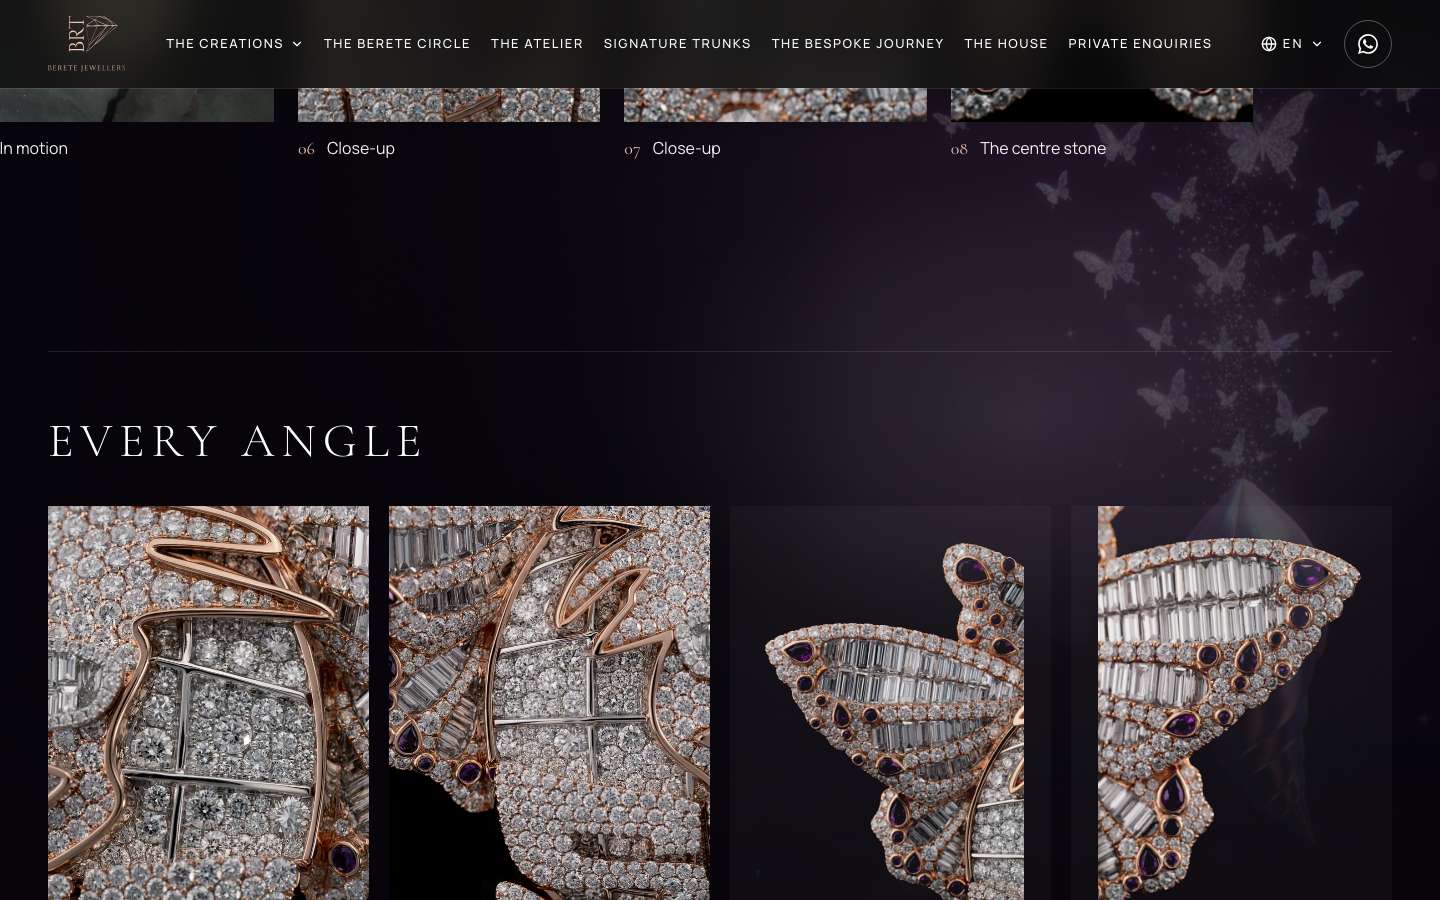 BRT
BERETE JEWELLERS
THE CREATIONS
THE BERETE CIRCLE
THE ATELIER
SIGNATURE TRUNKS
THE BESPOKE JOURNEY
THE HOUSE
PRIVATE ENQUIRIES
EN
In motion
06 Close-up
07 Close-up
08 The centre stone
EVERY ANGLE